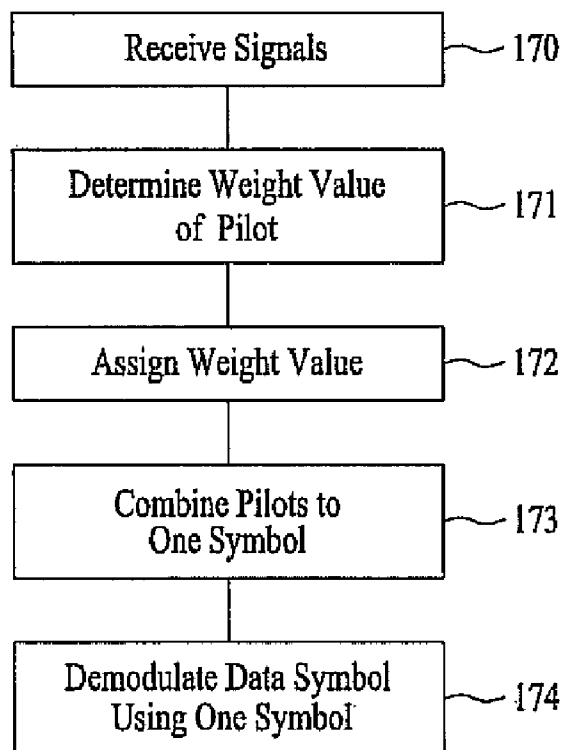 Receive Signals
170
Determine Weight Value
of Pilot
171
Assign Weight Value
172
Combine Pilots to
One Symbol
173
Demodulate Data Symbol
Using One Symbol
174